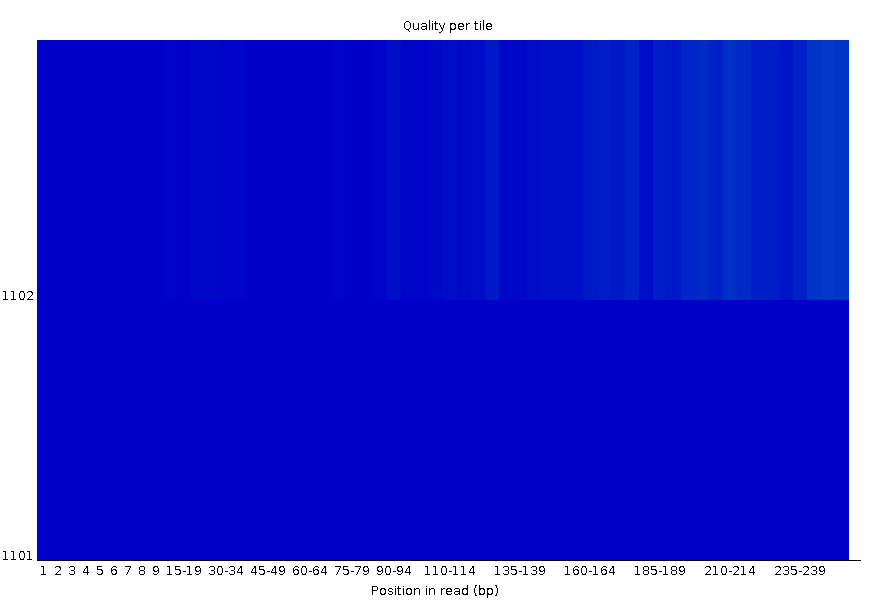 Quality per tile
1102
1101
1 2 3 4 5 6 7 8 9 15-19 30-34 45-49 60-64 75-79 90-94 110-114 135-139 160-164 185-189 210-214 235-239
Position in read (bp)